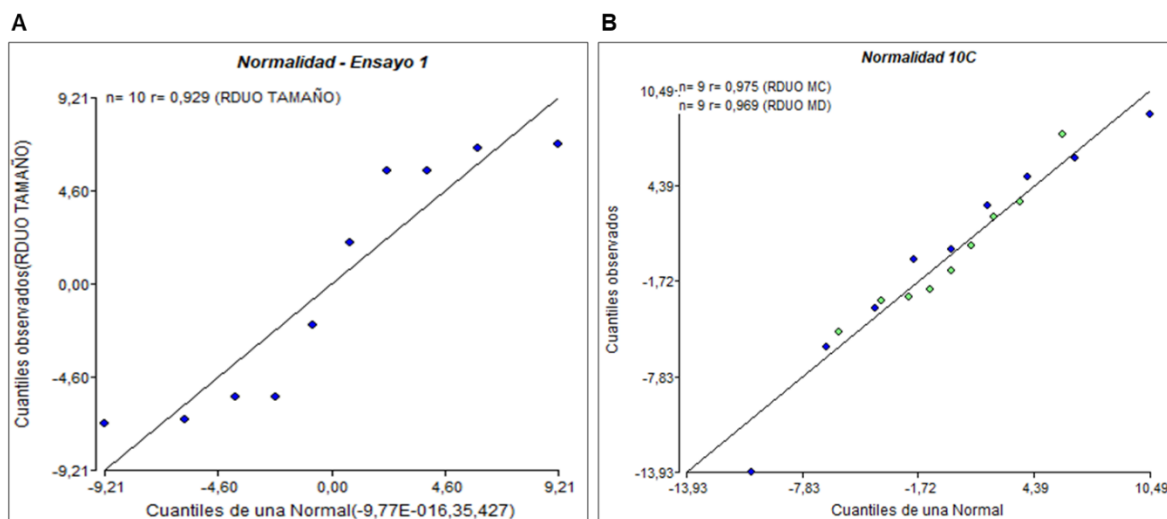 A
Normalidad - Ensayo 1
n= 10 r= 0,929 (RDUO TAMAÑO)
9,21
4,60
0,00
-4,60
-9,21
Cuantiles observados(RDUO TAMAÑO)
-9,21 -4,60 0,00 4,60 9,21
Cuantiles de una Normal(-9,77E-016,35,427)
B
Normalidad 10C
n= 9 r= 0,975 (RDUO MC)
n= 9 r= 0,969 (RDUO MD)
10,49
4,39
-1,72
-7,83
-13,93
Cuantiles observados
-13,93 -7,83 -1,72 4,39 10,49
Cuantiles de una Normal